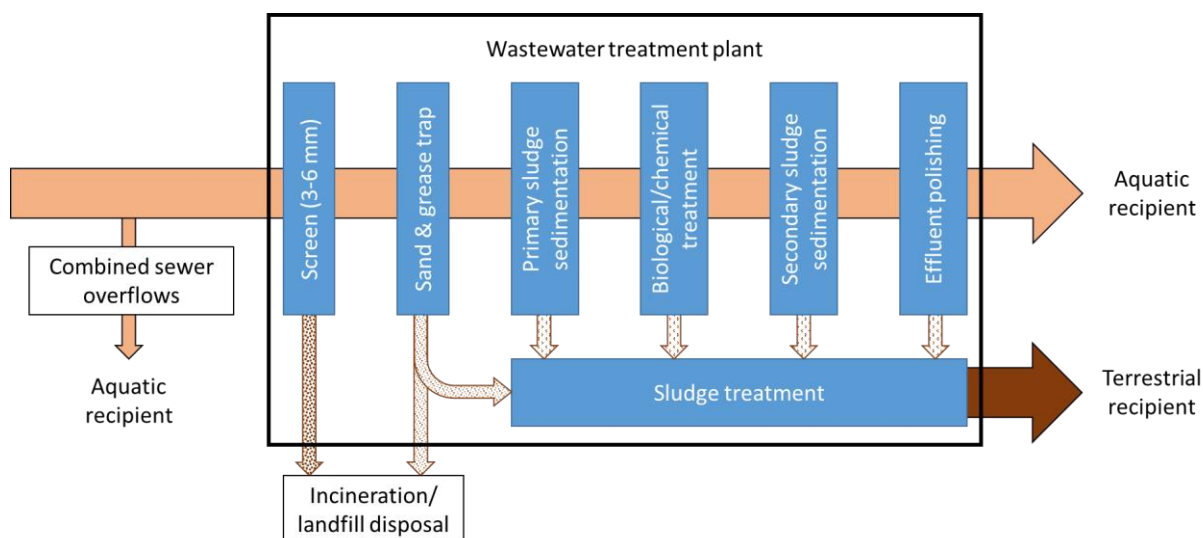 Wastewater treatment plant
Screen (3-6 mm)
Sand & grease trap
Primary sludge
sedimentation
Biological/chemical
treatment
Secondary sludge
sedimentation
Effluent polishing
Aquatic
recipient
Combined sewer
overflows
Aquatic
recipient
Sludge treatment
Terrestrial
recipient
Incineration/
landfill disposal